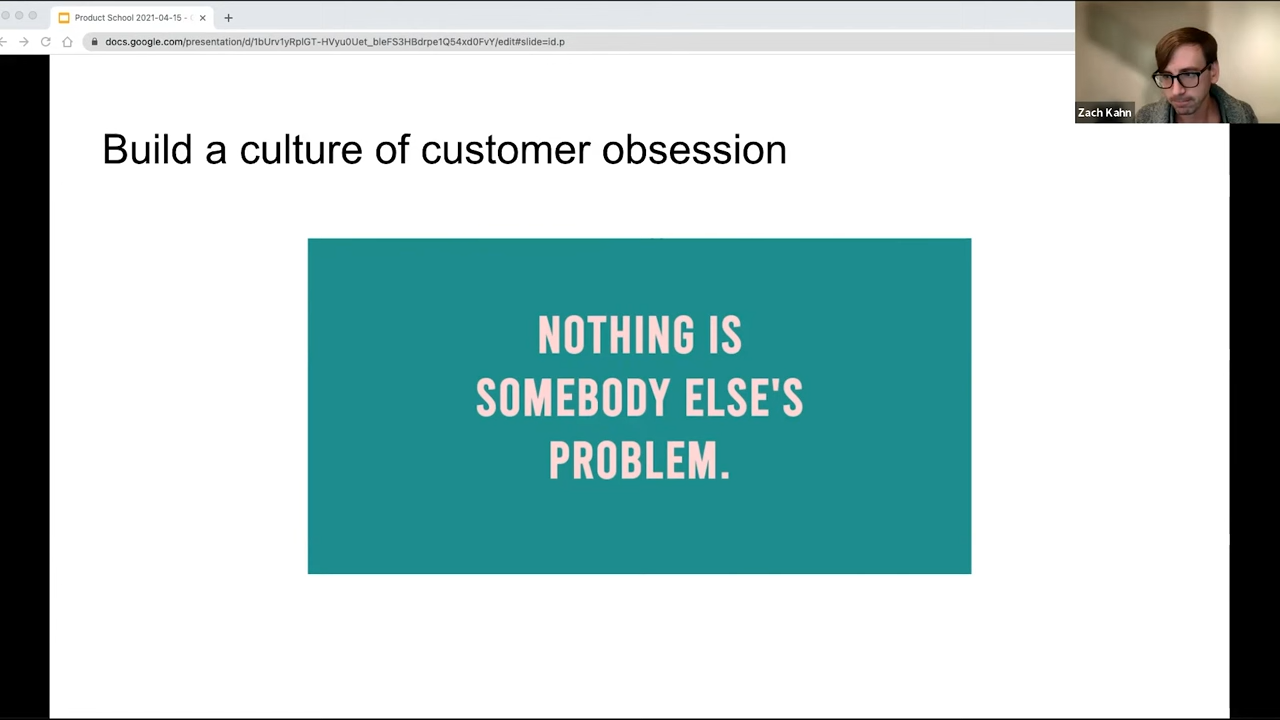 Product School 2021-04-15 -
docs.google.com/presentation/d/1bUrv1yRplGT-HVyu0Uet_bleFS3HBdrpe1Q54xd0FvY/edit#slide=id.p
Zach Kahn
Build a culture of customer obsession
NOTHING IS
SOMEBODY ELSE'S
PROBLEM.